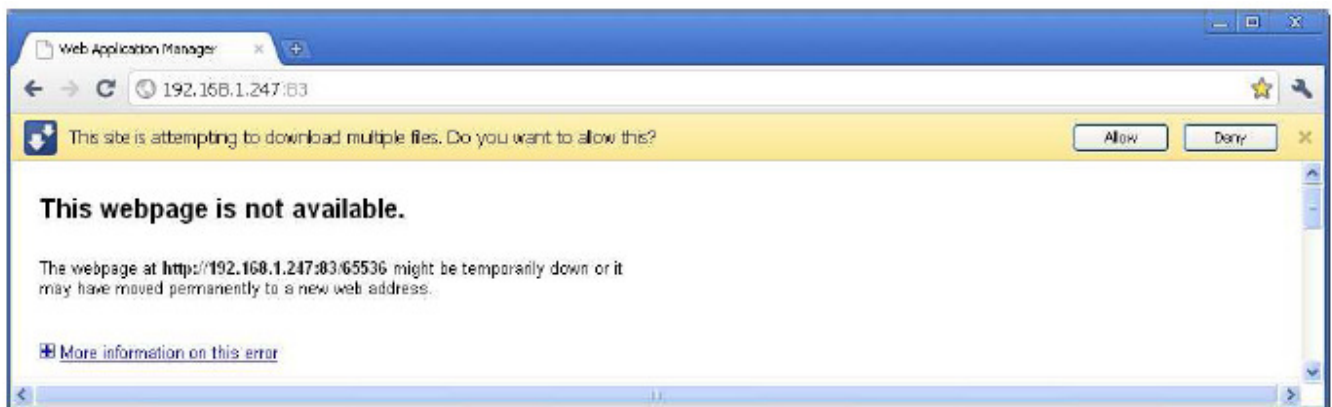 Web Application Manager
192.168.1.247:83
This site is attempting to download multiple files. Do you want to allow this?
Allow
Deny
This webpage is not available.
The webpage at http://192.168.1.247:83/65536 might be temporarily down or it
may have moved permanently to a new web address.
More information on this error